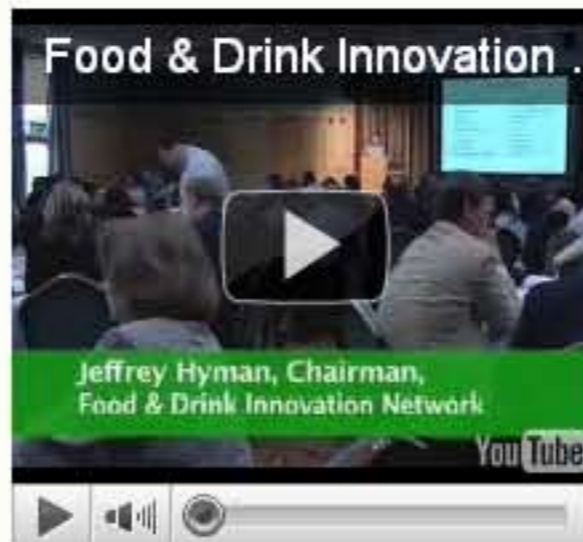 Food & Drink Innovation .
Jeffrey Hyman, Chairman,
Food & Drink Innovation Network
YouTube